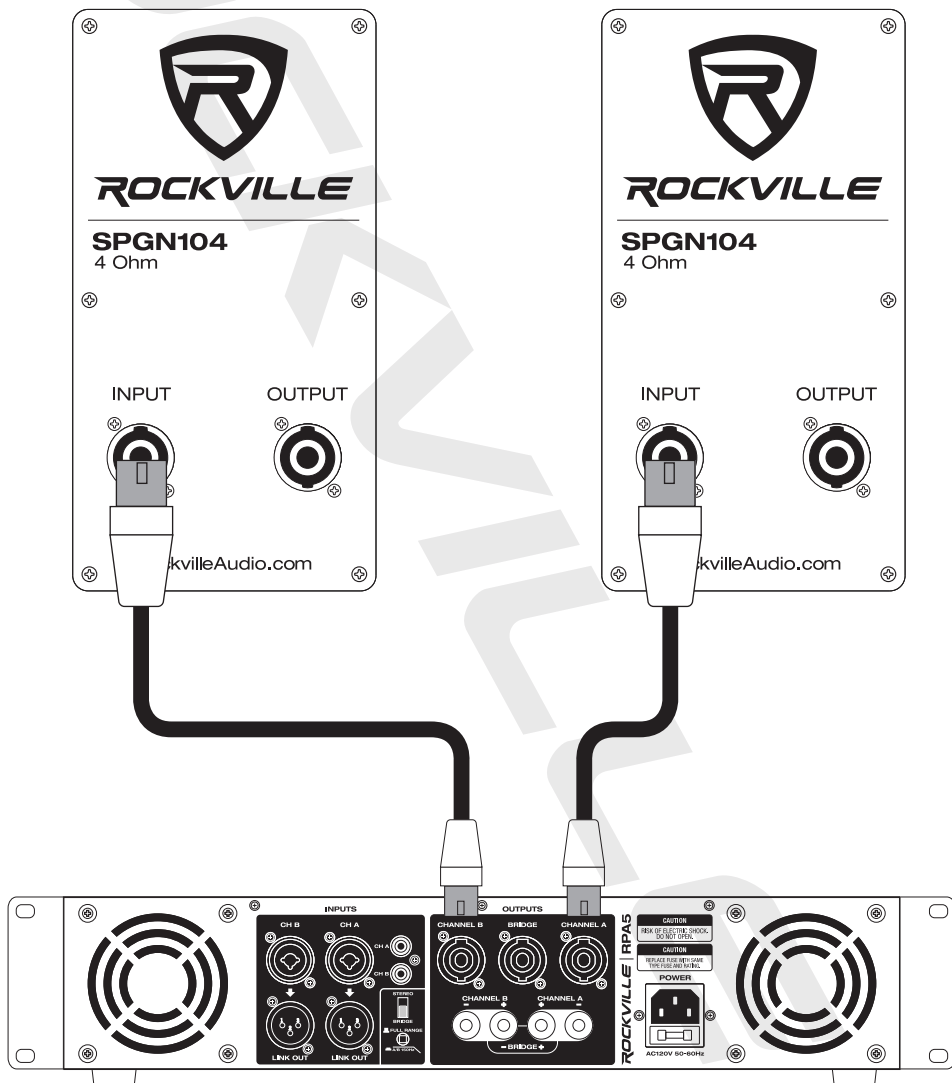 ROCKVILLE
SPGN104
4 Ohm
INPUT OUTPUT
kvilleAudio.com
ROCKVILLE
SPGN104
4 Ohm
INPUT OUTPUT
kvilleAudio.com
ROCKVILLE
INPUTS
CH B CH A
CH A
CH B
STEREO
BRIDGE
FULL RANGE
LINK OUT LINK OUT
OUTPUTS
CHANNEL B BRIDGE CHANNEL A
CHANNEL B CHANNEL A
- + + -
- BRIDGE +
ROCKVILLE | RPA5
CAUTION
RISK OF ELECTRIC SHOCK.
DO NOT OPEN.
CAUTION
REPLACE FUSE WITH SAME
TYPE FUSE AND RATING.
POWER
AC120V 50-60Hz